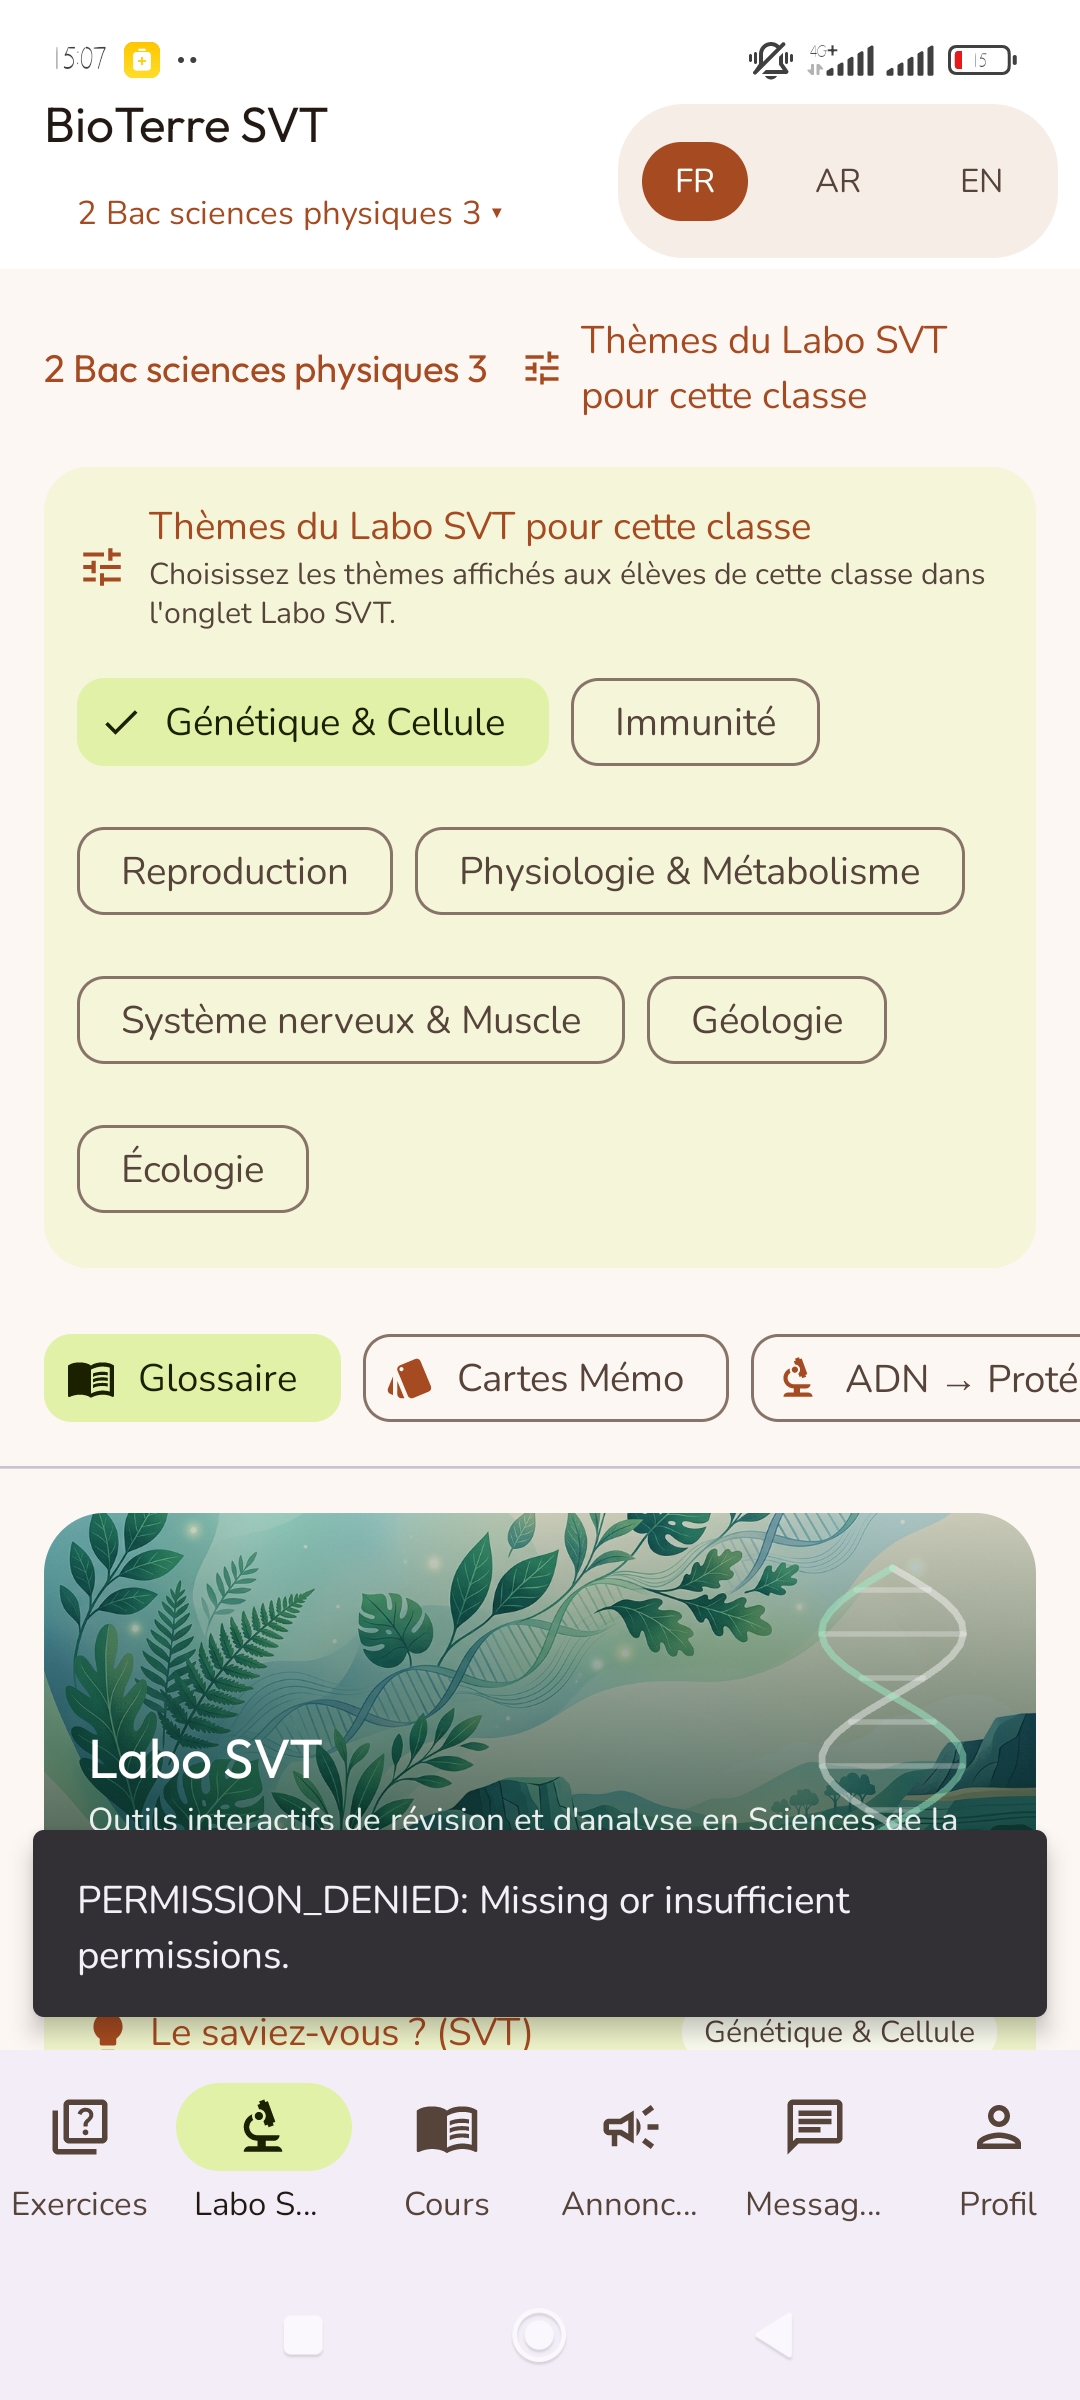 15:07
4G+
15
BioTerre SVT
2 Bac sciences physiques 3 ▾
FR
AR
EN
2 Bac sciences physiques 3
Thèmes du Labo SVT
pour cette classe
Thèmes du Labo SVT pour cette classe
Choisissez les thèmes affichés aux élèves de cette classe dans
l'onglet Labo SVT.
Génétique & Cellule
Immunité
Reproduction
Physiologie & Métabolisme
Système nerveux & Muscle
Géologie
Écologie
Glossaire
Cartes Mémo
ADN → Proté
Labo SVT
Outils interactifs de révision et d'analyse en Sciences de la
PERMISSION_DENIED: Missing or insufficient
permissions.
Le saviez-vous ? (SVT)
Génétique & Cellule
Exercices
Labo S...
Cours
Annonc...
Messag...
Profil